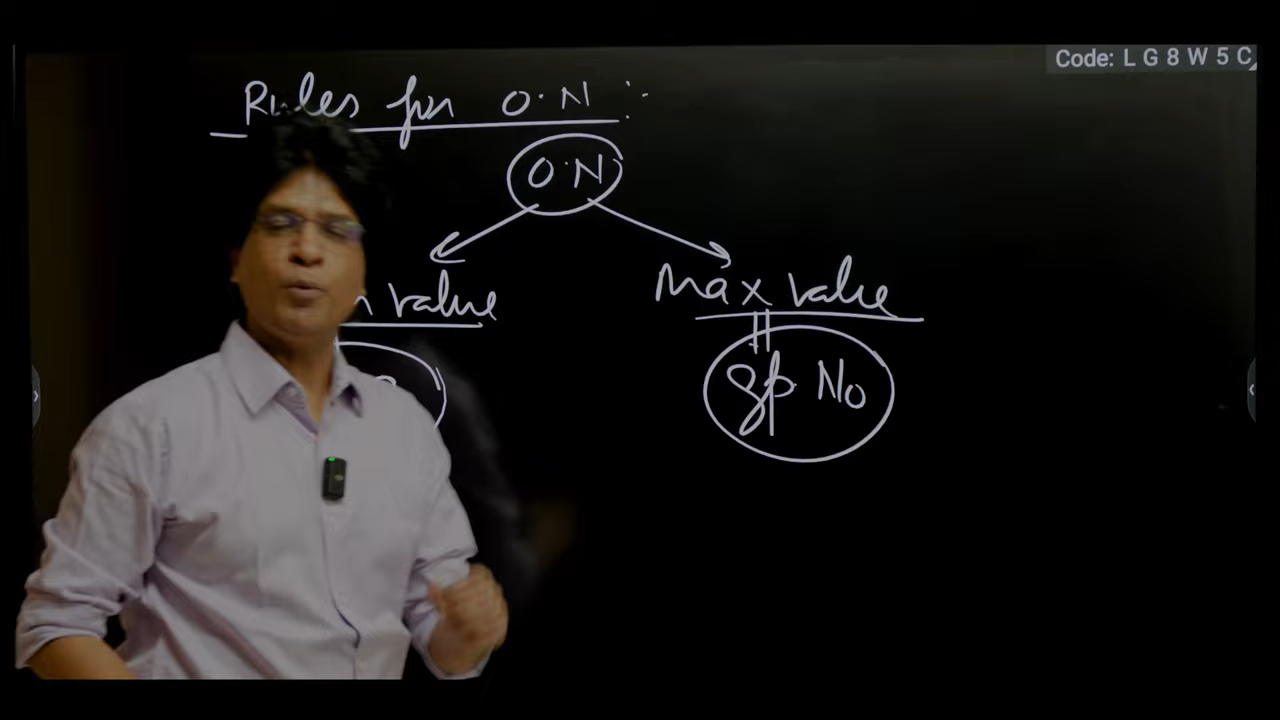 Code: L G 8 W 5 C
Rules for O.N :-
O.N
value
Max value
gp No